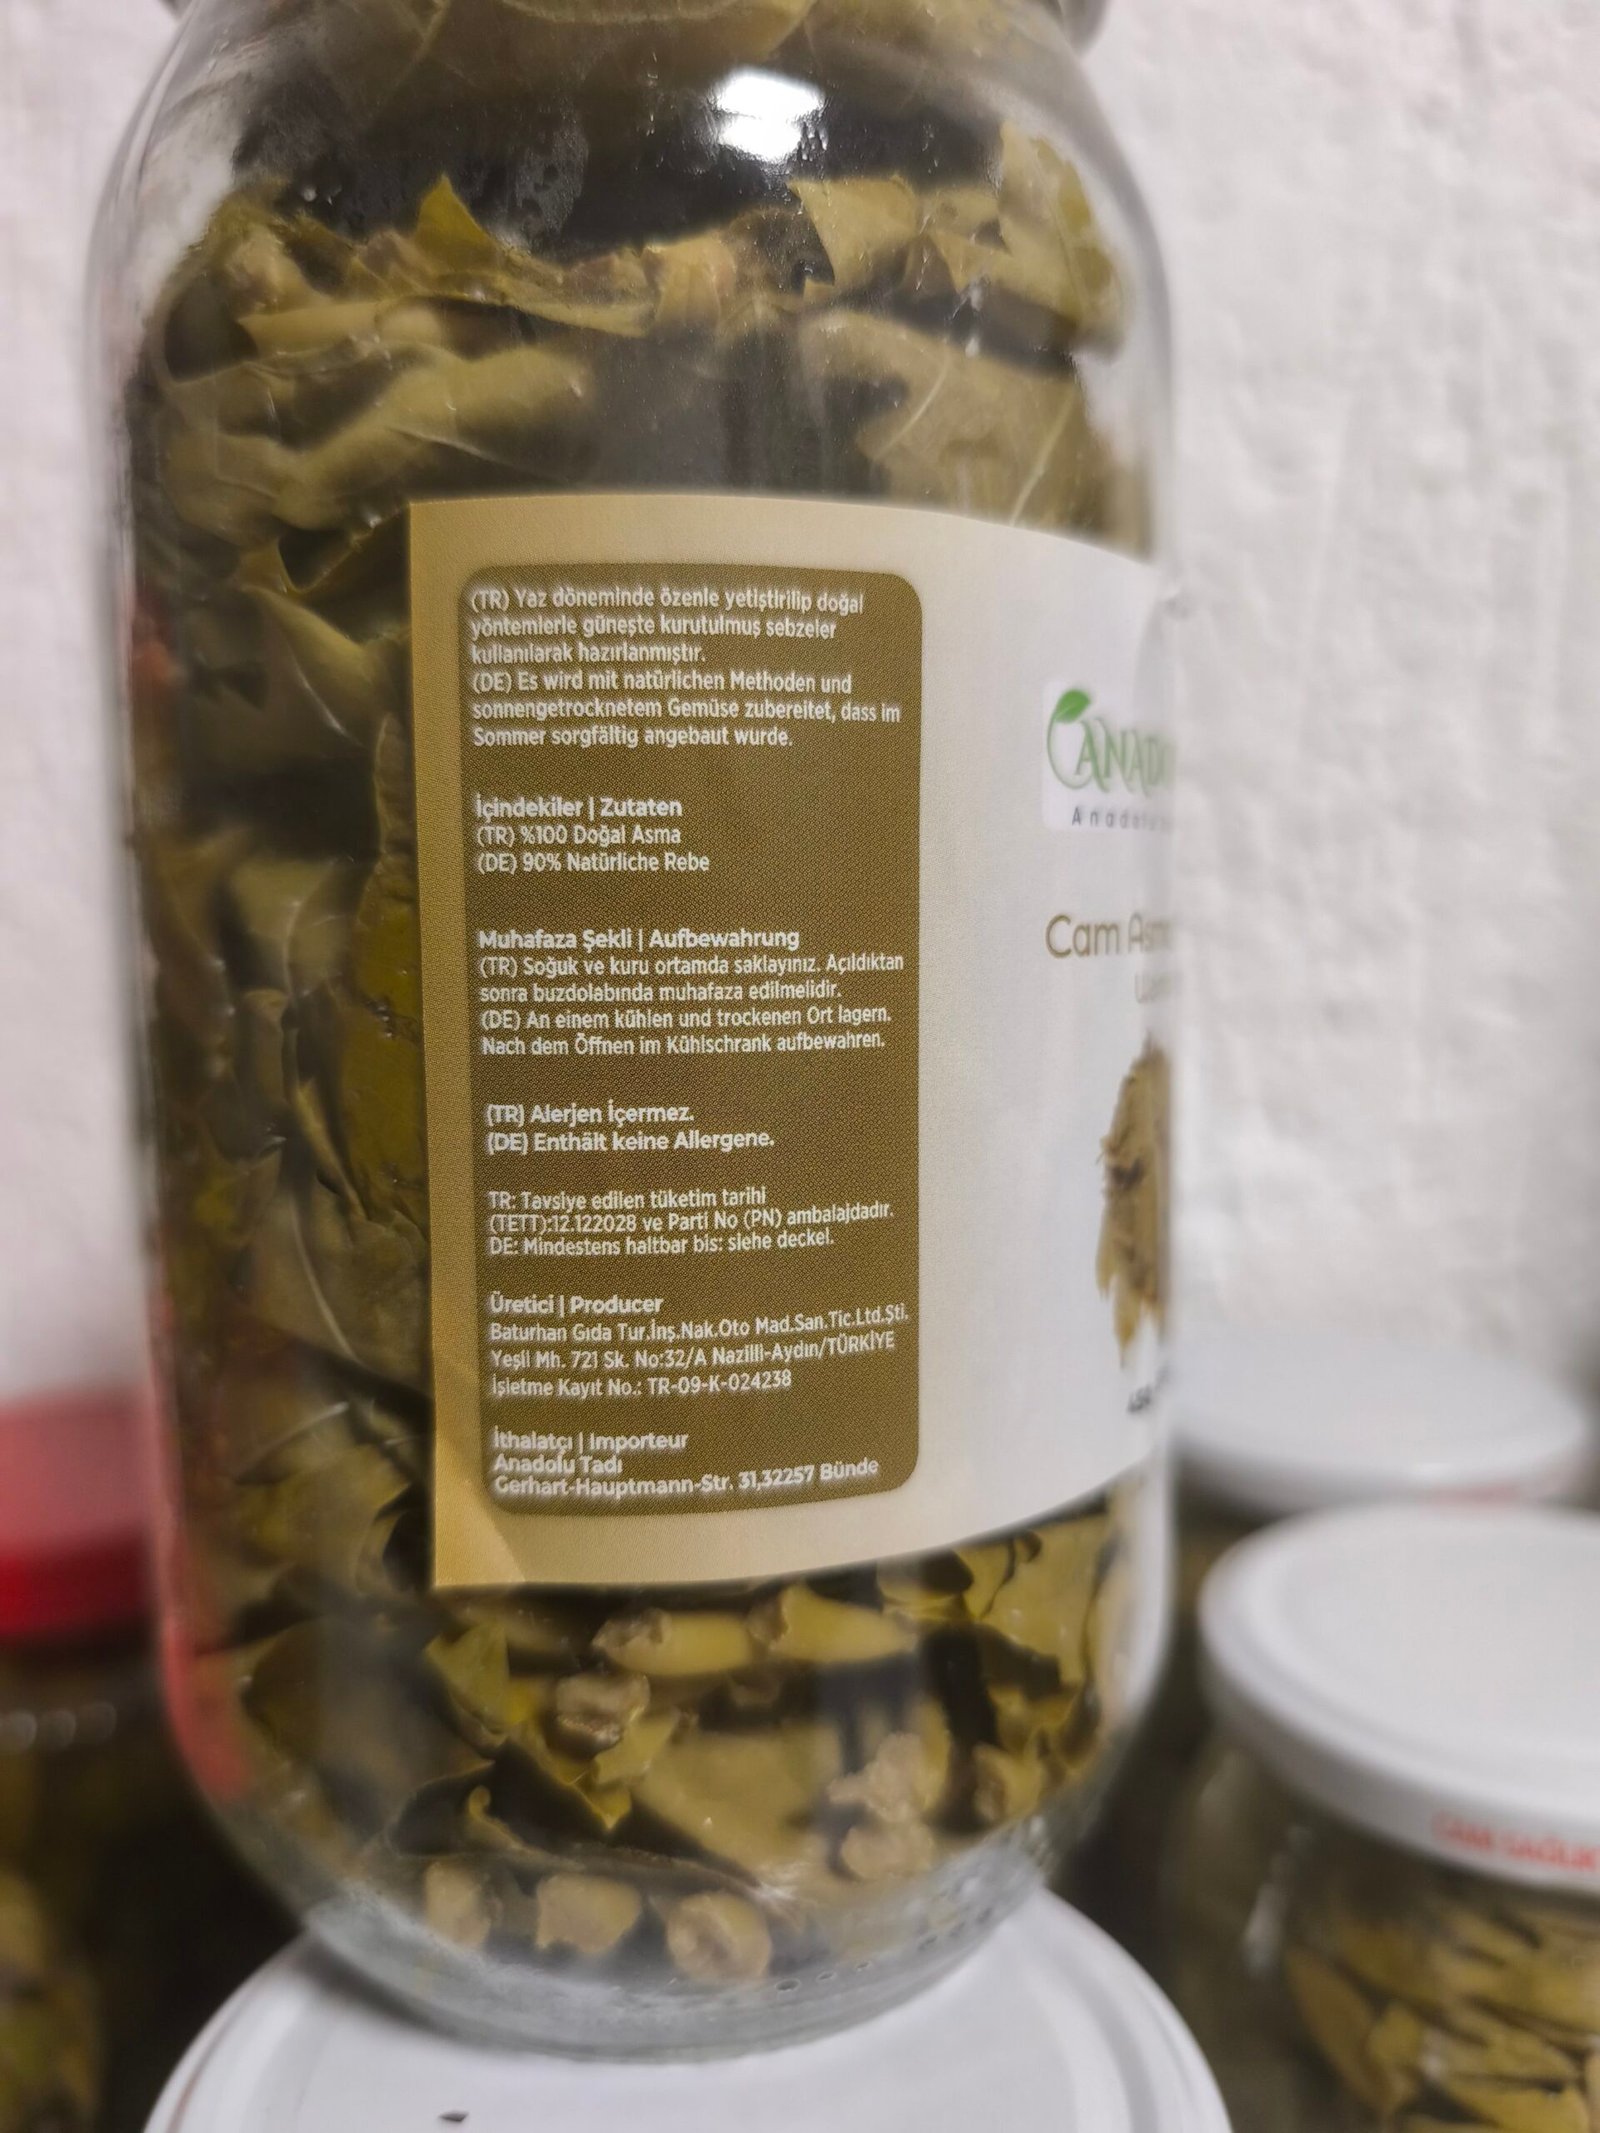 (TR) Yaz döneminde özenle yetiştirilip doğal
yöntemlerle güneşte kurutulmuş sebzeler
kullanılarak hazırlanmıştır.
(DE) Es wird mit natürlichen Methoden und
sonnengetrocknetem Gemüse zubereitet, dass im
Sommer sorgfältig angebaut wurde.
İçindekiler | Zutaten
(TR) %100 Doğal Asma
(DE) 90% Natürliche Rebe
Muhafaza Şekli | Aufbewahrung
(TR) Soğuk ve kuru ortamda saklayınız. Açıldıktan
sonra buzdolabında muhafaza edilmelidir.
(DE) An einem kühlen und trockenen Ort lagern.
Nach dem Öffnen im Kühlschrank aufbewahren.
(TR) Alerjen İçermez.
(DE) Enthält keine Allergene.
TR: Tavsiye edilen tüketim tarihi
(TETT):12.122028 ve Parti No (PN) ambalajdadır.
DE: Mindestens haltbar bis: siehe deckel.
Üretici | Producer
Baturhan Gıda Tur.İnş.Nak.Oto Mad.San.Tic.Ltd.Şti.
Yeşil Mh. 721 Sk. No:32/A Nazilli-Aydın/TÜRKİYE
İşletme Kayıt No.: TR-09-K-024238
İthalatçı | Importeur
Anadolu Tadı
Gerhart-Hauptmann-Str. 31,32257 Bünde
Cam